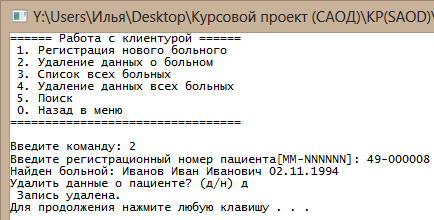 Y:\Users\Илья\Desktop\Курсовой проект (САОД)\КР(SAOD)\
====== Работа с клиентурой ======
1. Регистрация нового больного
2. Удаление данных о больном
3. Список всех больных
4. Удаление данных всех больных
5. Поиск
0. Назад в меню
=================================
Введите команду: 2
Введите регистрационный номер пациента[MM-NNNNNN]: 49-000008
Найден больной: Иванов Иван Иванович 02.11.1994
Удалить данные о пациенте? (д/н) д
Запись удалена.
Для продолжения нажмите любую клавишу . . .